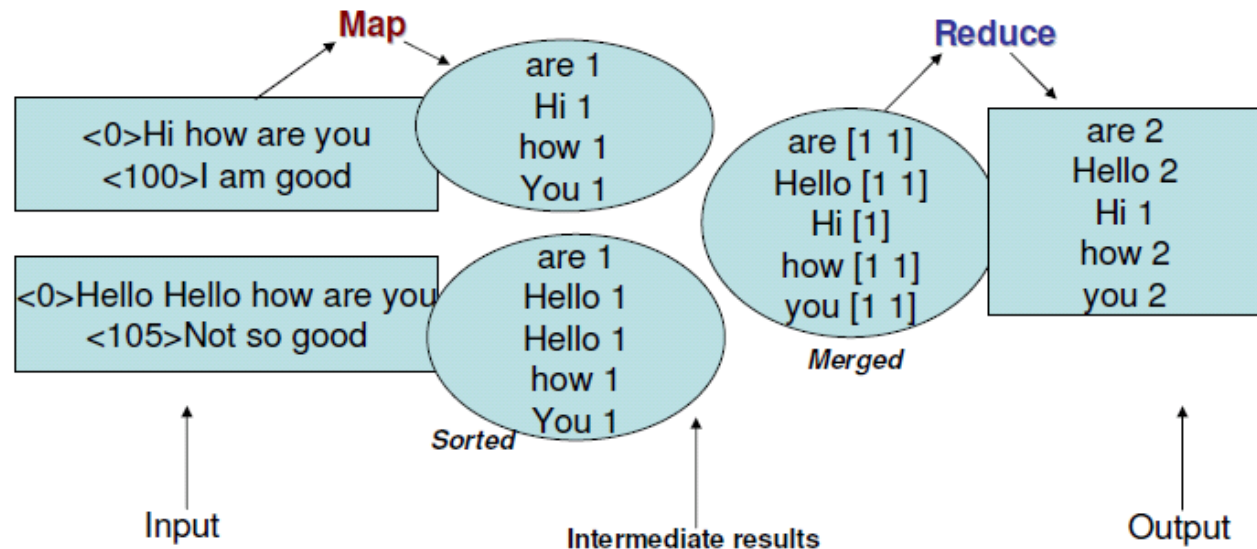 Map
<0>Hi how are you
<100>I am good
are 1
Hi 1
how 1
You 1
<0>Hello Hello how are you
<105>Not so good
are 1
Hello 1
Hello 1
how 1
You 1
Sorted
Reduce
are [1 1]
Hello [1 1]
Hi [1]
how [1 1]
you [1 1]
Merged
are 2
Hello 2
Hi 1
how 2
you 2
Input
Intermediate results
Output